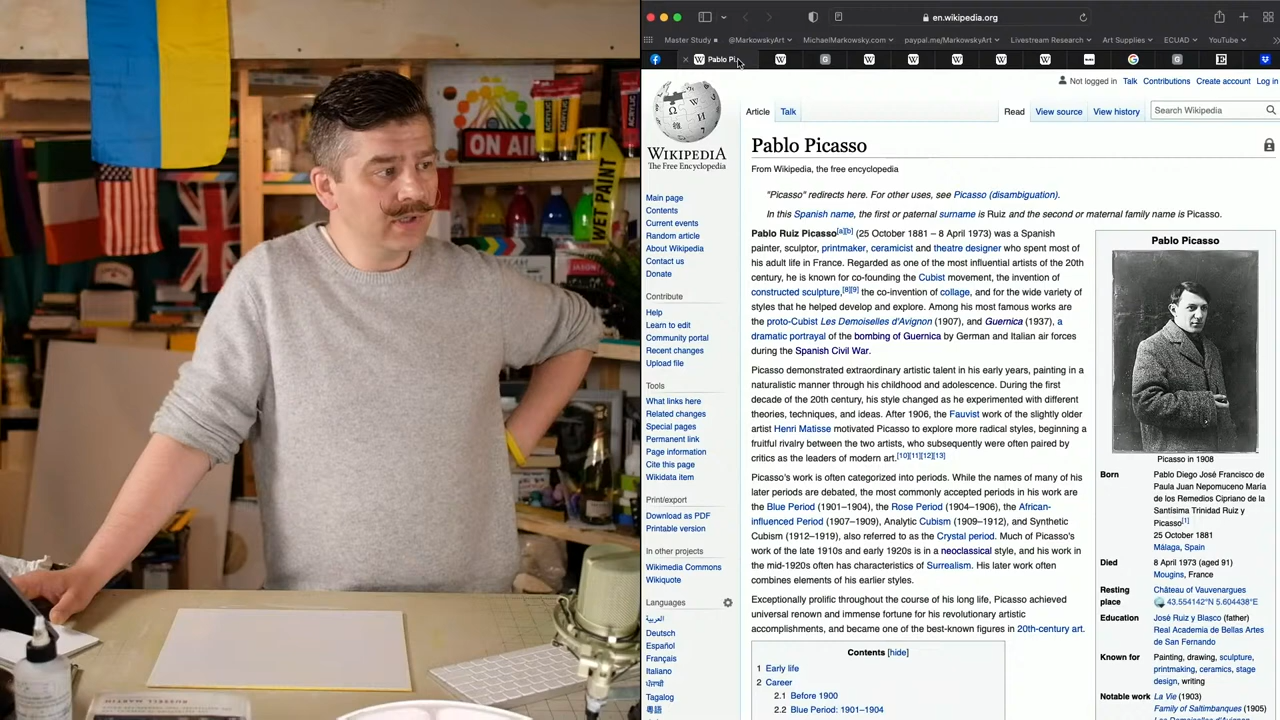 ON AIR
ACRYLIC
ACRYLIC
WET PAINT
en.wikipedia.org
Master Study
@MarkowskyArt
MichaelMarkowsky.com
paypal.me/MarkowskyArt
Livestream Research
Art Supplies
ECUAD
YouTube
Pablo Pi
Not logged in Talk Contributions Create account Log in
Article Talk
Read View source View history
Search Wikipedia
WIKIPEDIA
The Free Encyclopedia
Main page
Contents
Current events
Random article
About Wikipedia
Contact us
Donate
Contribute
Help
Learn to edit
Community portal
Recent changes
Upload file
Tools
What links here
Related changes
Special pages
Permanent link
Page information
Cite this page
Wikidata item
Print/export
Download as PDF
Printable version
In other projects
Wikimedia Commons
Wikiquote
Languages
العربية
Deutsch
Español
Français
Italiano
Tagalog
粵語
Pablo Picasso
From Wikipedia, the free encyclopedia
"Picasso" redirects here. For other uses, see Picasso (disambiguation).
In this Spanish name, the first or paternal surname is Ruiz and the second or maternal family name is Picasso.
Pablo Ruiz Picasso[a][b] (25 October 1881 – 8 April 1973) was a Spanish
painter, sculptor, printmaker, ceramicist and theatre designer who spent most of
his adult life in France. Regarded as one of the most influential artists of the 20th
century, he is known for co-founding the Cubist movement, the invention of
constructed sculpture,[8][9] the co-invention of collage, and for the wide variety of
styles that he helped develop and explore. Among his most famous works are
the proto-Cubist Les Demoiselles d'Avignon (1907), and Guernica (1937), a
dramatic portrayal of the bombing of Guernica by German and Italian air forces
during the Spanish Civil War.
Picasso demonstrated extraordinary artistic talent in his early years, painting in a
naturalistic manner through his childhood and adolescence. During the first
decade of the 20th century, his style changed as he experimented with different
theories, techniques, and ideas. After 1906, the Fauvist work of the slightly older
artist Henri Matisse motivated Picasso to explore more radical styles, beginning a
fruitful rivalry between the two artists, who subsequently were often paired by
critics as the leaders of modern art.[10][11][12][13]
Picasso's work is often categorized into periods. While the names of many of his
later periods are debated, the most commonly accepted periods in his work are
the Blue Period (1901–1904), the Rose Period (1904–1906), the African-
influenced Period (1907–1909), Analytic Cubism (1909–1912), and Synthetic
Cubism (1912–1919), also referred to as the Crystal period. Much of Picasso's
work of the late 1910s and early 1920s is in a neoclassical style, and his work in
the mid-1920s often has characteristics of Surrealism. His later work often
combines elements of his earlier styles.
Exceptionally prolific throughout the course of his long life, Picasso achieved
universal renown and immense fortune for his revolutionary artistic
accomplishments, and became one of the best-known figures in 20th-century art.
Contents [hide]
1 Early life
2 Career
2.1 Before 1900
2.2 Blue Period: 1901–1904
Pablo Picasso
Picasso in 1908
Born Pablo Diego José Francisco de
Paula Juan Nepomuceno María
de los Remedios Cipriano de la
Santísima Trinidad Ruiz y
Picasso[1]
25 October 1881
Málaga, Spain
Died 8 April 1973 (aged 91)
Mougins, France
Resting place Château of Vauvenargues
43.554142°N 5.604438°E
Education José Ruiz y Blasco (father)
Real Academia de Bellas Artes
de San Fernando
Known for Painting, drawing, sculpture,
printmaking, ceramics, stage
design, writing
Notable work La Vie (1903)
Family of Saltimbanques (1905)